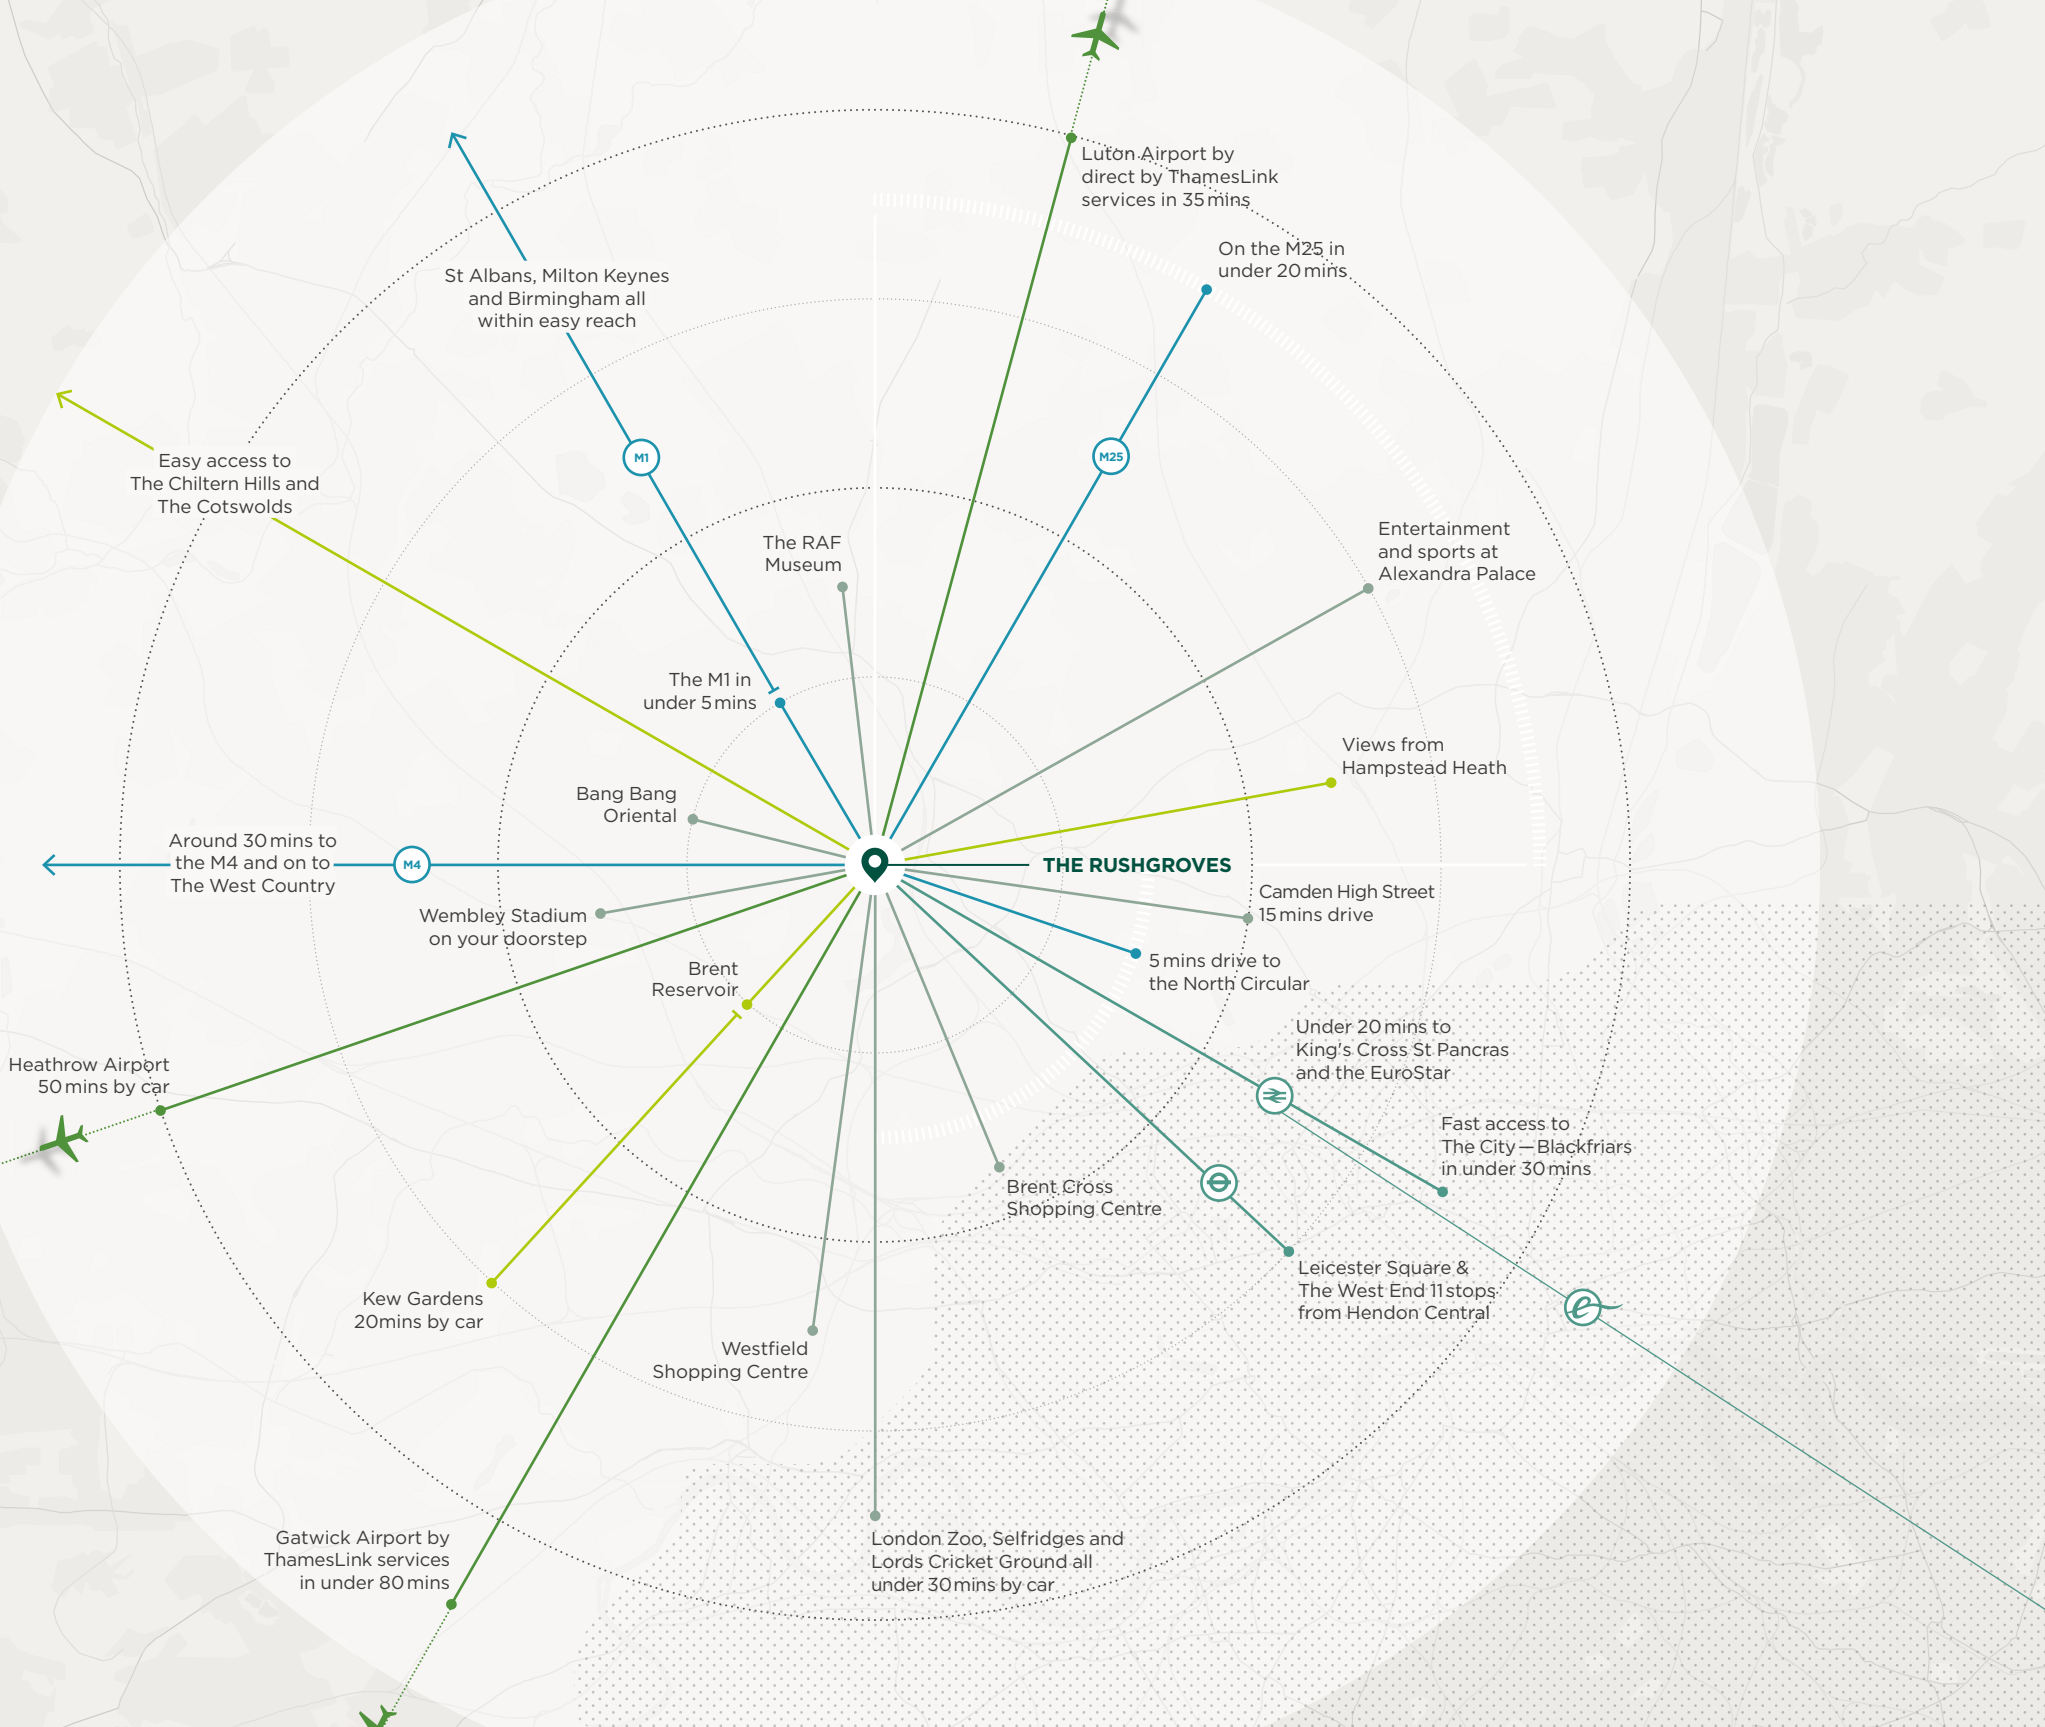 Luton Airport by
direct by ThamesLink
services in 35 mins
On the M25 in
under 20 mins
St Albans, Milton Keynes
and Birmingham all
within easy reach
M1
M25
Easy access to
The Chiltern Hills and
The Cotswolds
The RAF
Museum
Entertainment
and sports at
Alexandra Palace
The M1 in
under 5 mins
Views from
Hampstead Heath
Bang Bang
Oriental
Around 30 mins to
the M4 and on to
The West Country
M4
THE RUSHGROVES
Camden High Street
15 mins drive
Wembley Stadium
on your doorstep
5 mins drive to
the North Circular
Brent
Reservoir
Under 20 mins to
King's Cross St Pancras
and the EuroStar
Heathrow Airport
50 mins by car
Fast access to
The City — Blackfriars
in under 30 mins
Brent Cross
Shopping Centre
Leicester Square &
The West End 11 stops
from Hendon Central
e
Kew Gardens
20mins by car
Westfield
Shopping Centre
Gatwick Airport by
ThamesLink services
in under 80 mins
London Zoo, Selfridges and
Lords Cricket Ground all
under 30 mins by car